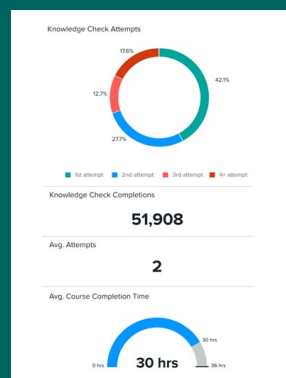 Knowledge Check Attempts
17.6%
42.1%
12.7%
27.7%
1st attempt 2nd attempt 3rd attempt 4+ attempt
Knowledge Check Completions
51,908
Avg. Attempts
2
Avg. Course Completion Time
30 hrs
0 hrs 30 hrs 36 hrs